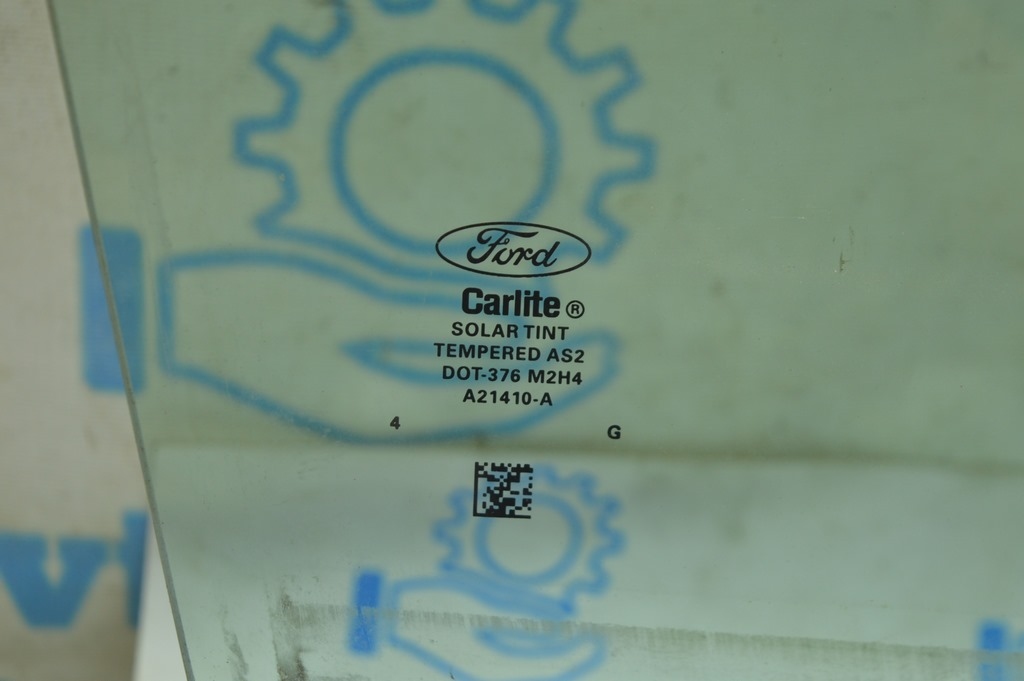 Ford
Carlite®
SOLAR TINT
TEMPERED AS2
DOT-376 M2H4
A21410-A
4 G